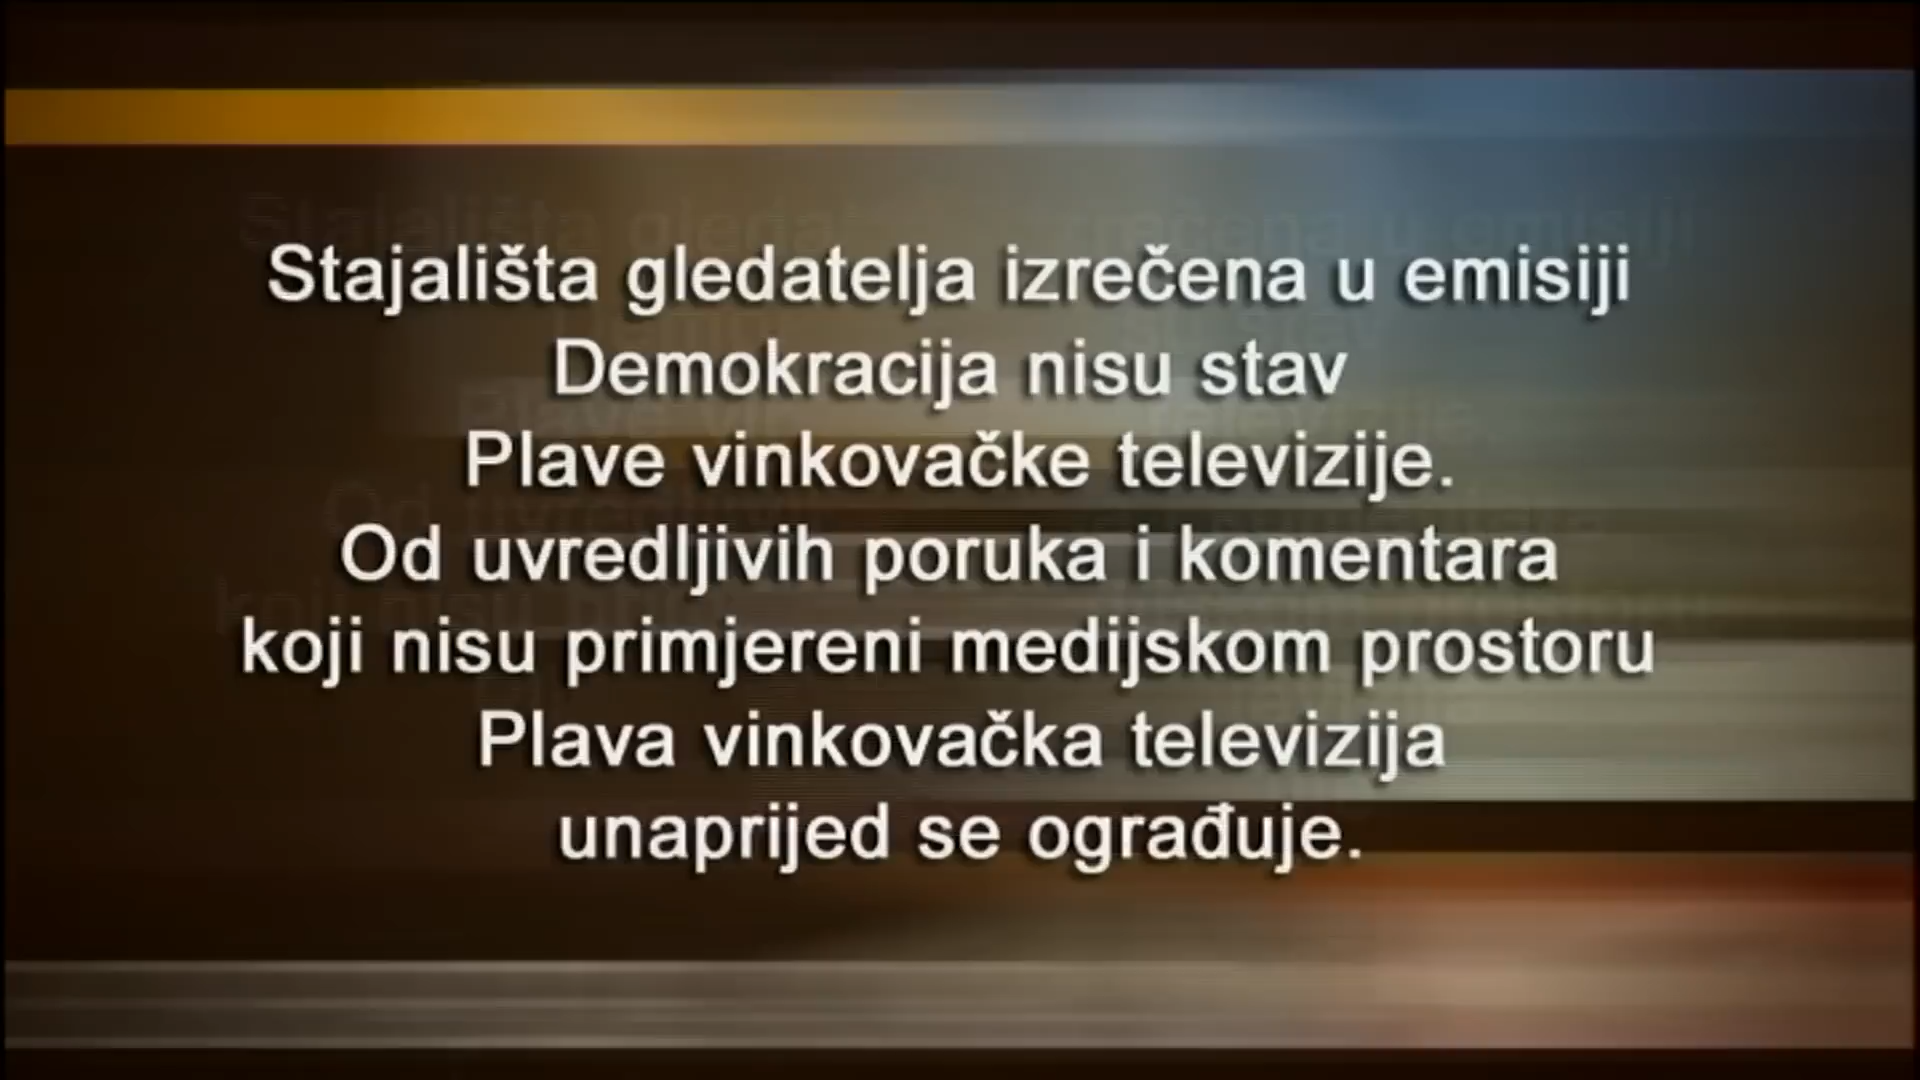 Stajališta gledatelja izrečena u emisiji
Demokracija nisu stav
Plave vinkovačke televizije.
Od uvredljivih poruka i komentara
koji nisu primjereni medijskom prostoru
Plava vinkovačka televizija
unaprijed se ograđuje.